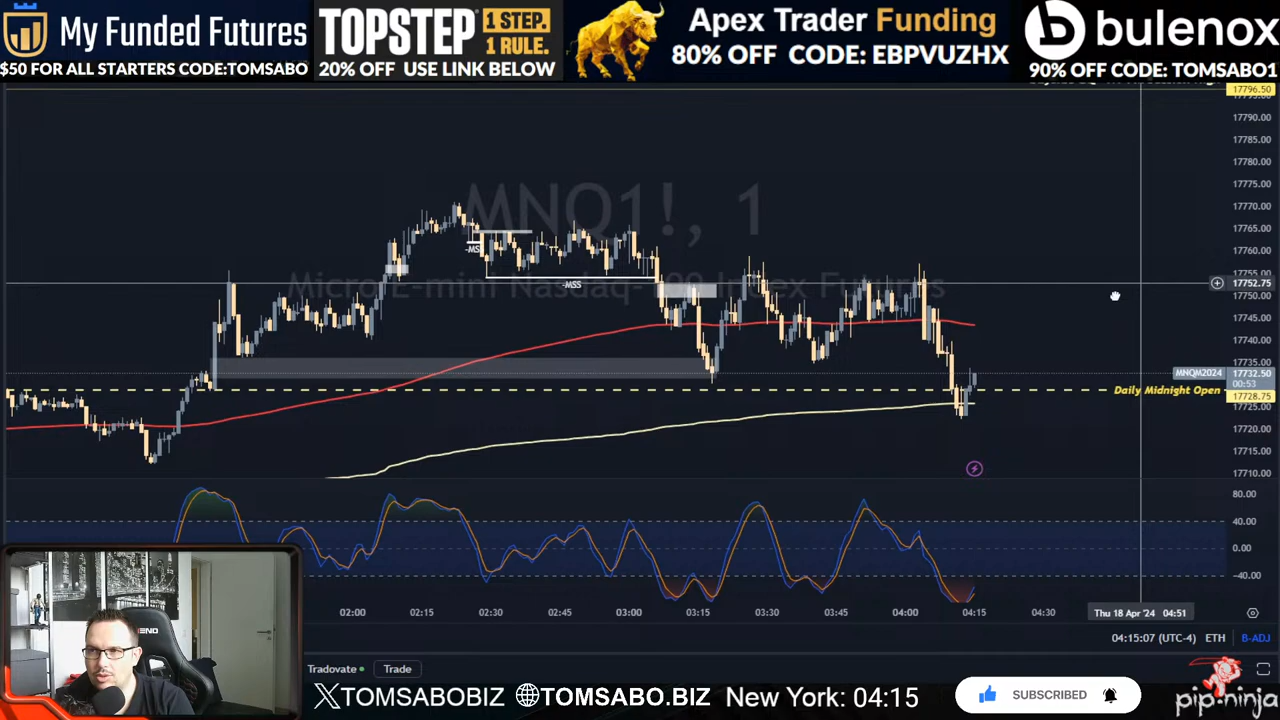 My Funded Futures
$50 FOR ALL STARTERS CODE:TOMSABO
TOPSTEP
1 STEP.
1 RULE.
20% OFF USE LINK BELOW
Apex Trader Funding
80% OFF CODE: EBPVUZHX
bulenox
90% OFF CODE: TOMSABO1
17796.50
17790.00
17785.00
17780.00
17775.00
17770.00
17765.00
17760.00
17755.00
17752.75
17750.00
17745.00
17740.00
17735.00
MNQM2024
17732.50
00:53
17728.75
17725.00
17720.00
17715.00
17710.00
MNQ1!, 1
Micro E-mini Nasdaq-100 Index Futures
-MS
-MSS
Daily Midnight Open
80.00
40.00
0.00
-40.00
02:00
02:15
02:30
02:45
03:00
03:15
03:30
03:45
04:00
04:15
04:30
Thu 18 Apr '24 04:51
04:15:07 (UTC-4)
ETH
B-ADJ
Tradovate
Trade
XTOMSABOBIZ
TOMSABO.BIZ
New York: 04:15
SUBSCRIBED
pip.ninja